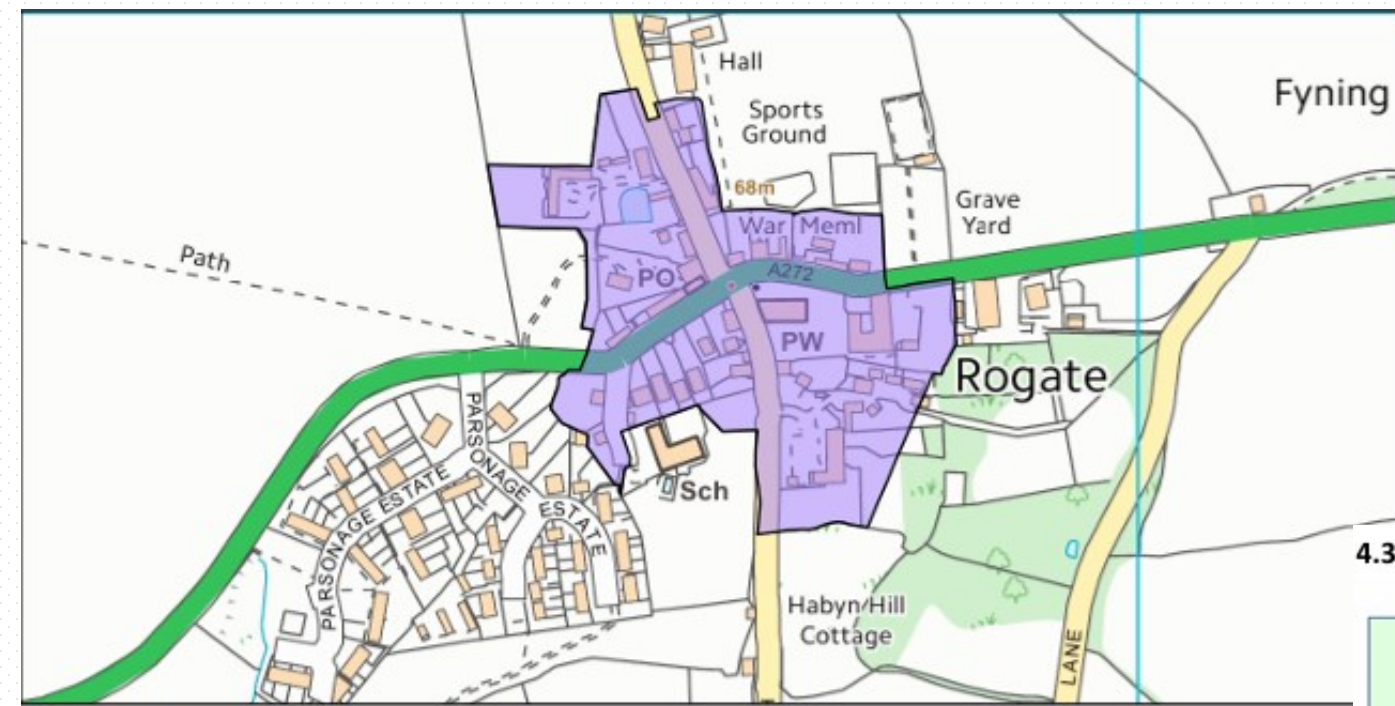 Hall
Fyning
Sports
Ground
68m
Grave
Yard
War Meml
Path
PO
A272
PW
Rogate
PARSONAGE
ESTATE
PARSONAGE ESTATE
Sch
4.3
Habyn Hill
Cottage
LANE